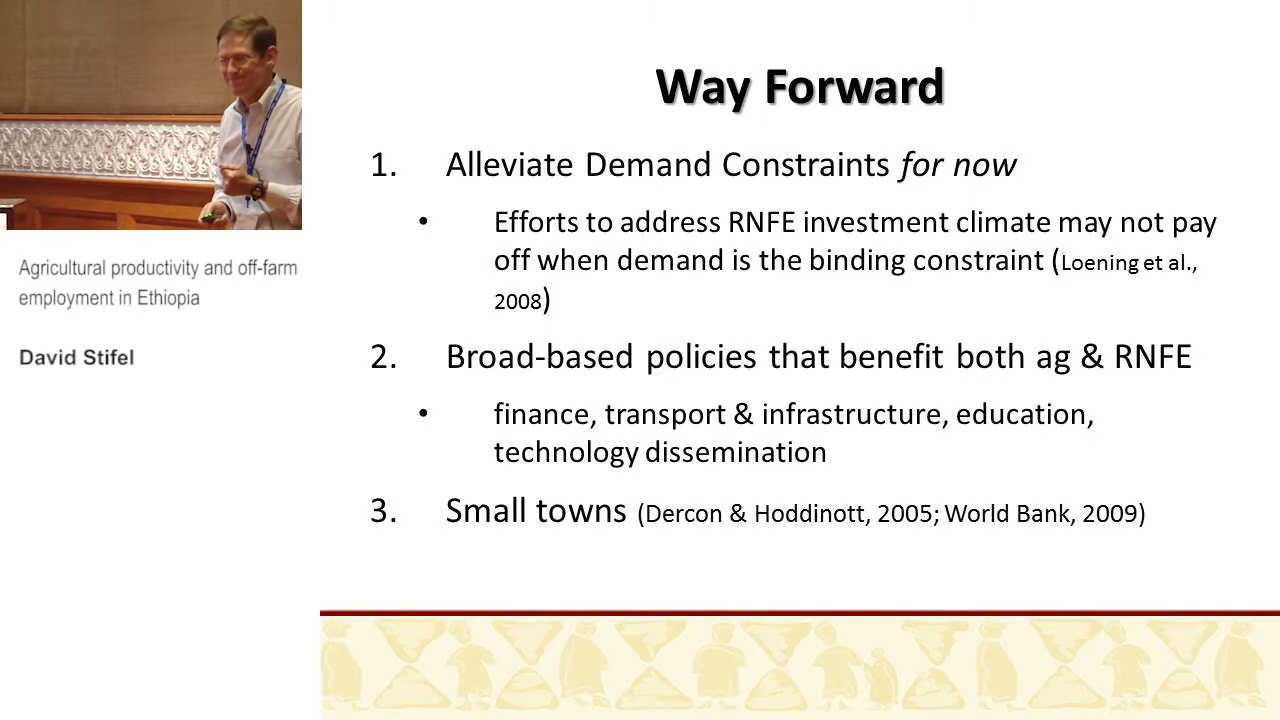 Agricultural productivity and off-farm
employment in Ethiopia
David Stifel
Way Forward
1. Alleviate Demand Constraints for now
• Efforts to address RNFE investment climate may not pay
off when demand is the binding constraint (Loening et al.,
2008)
2. Broad-based policies that benefit both ag & RNFE
• finance, transport & infrastructure, education,
technology dissemination
3. Small towns (Dercon & Hoddinott, 2005; World Bank, 2009)